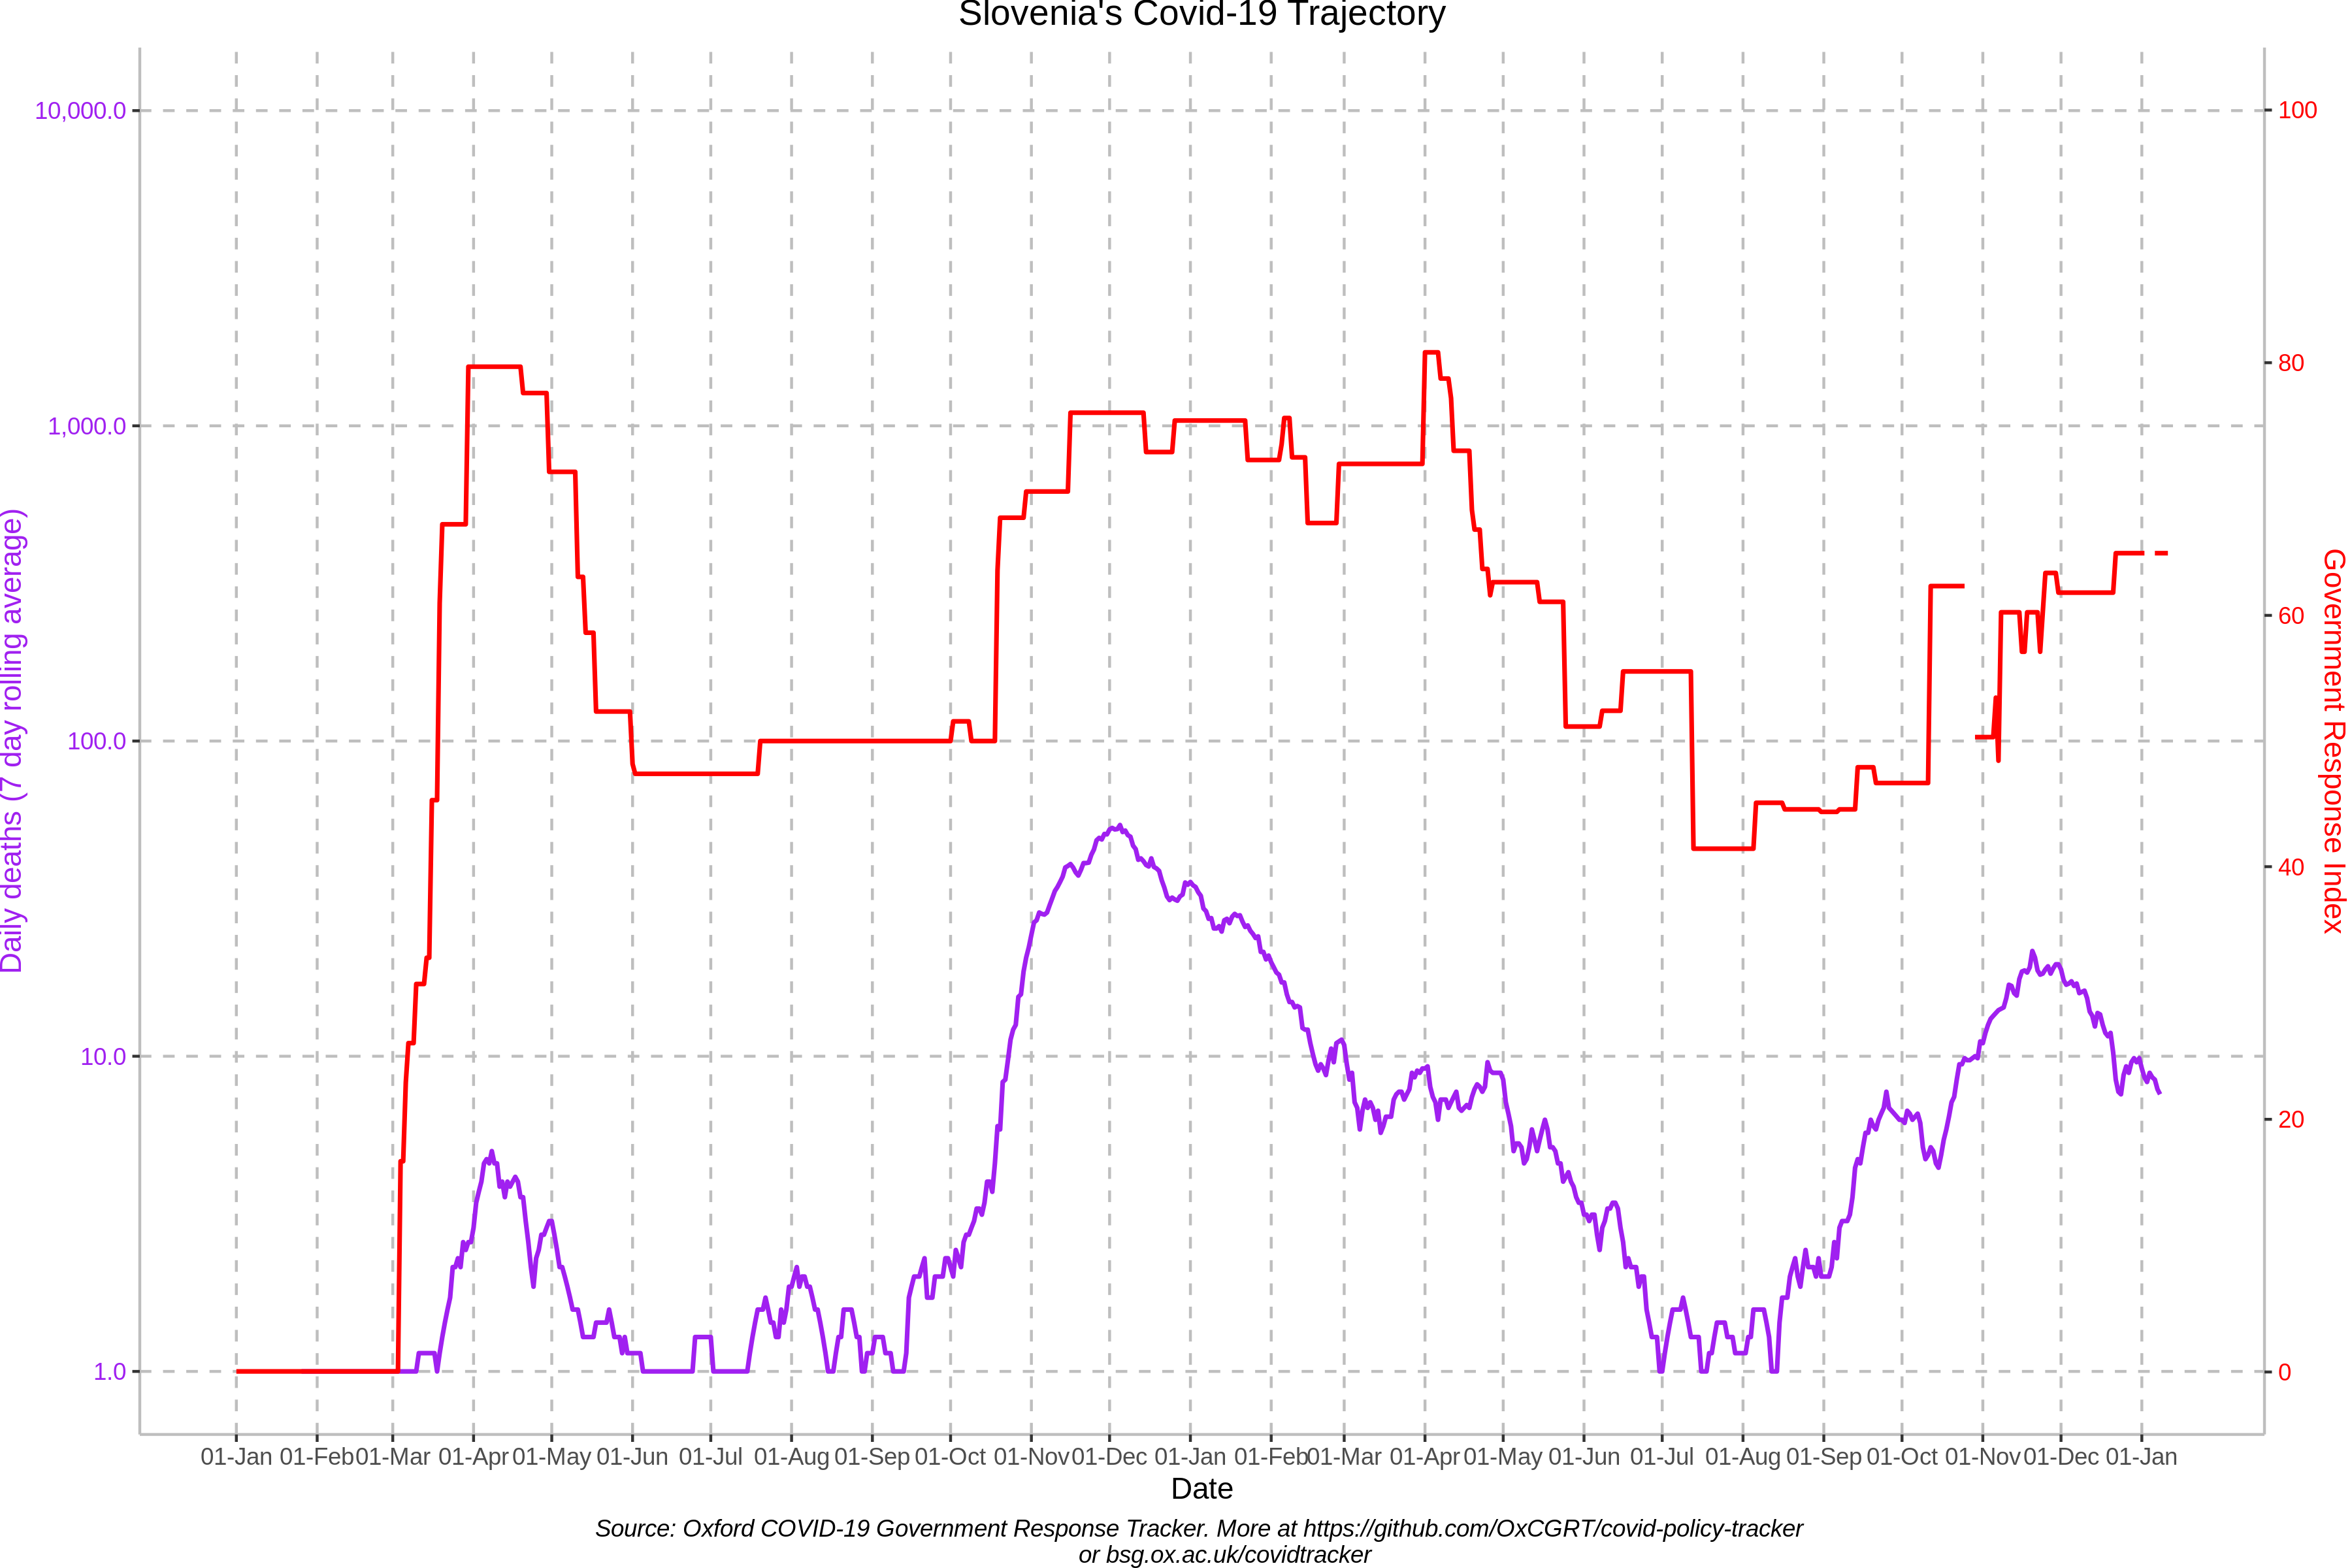 Slovenia's Covid-19 Trajectory
10,000.0
1,000.0
100.0
10.0
1.0
Daily deaths (7 day rolling average)
100
80
60
40
20
0
Government Response Index
01-Jan 01-Feb 01-Mar 01-Apr 01-May 01-Jun 01-Jul 01-Aug 01-Sep 01-Oct 01-Nov 01-Dec 01-Jan 01-Feb 01-Mar 01-Apr 01-May 01-Jun 01-Jul 01-Aug 01-Sep 01-Oct 01-Nov 01-Dec 01-Jan
Date
Source: Oxford COVID-19 Government Response Tracker. More at https://github.com/OxCGRT/covid-policy-tracker
or bsg.ox.ac.uk/covidtracker